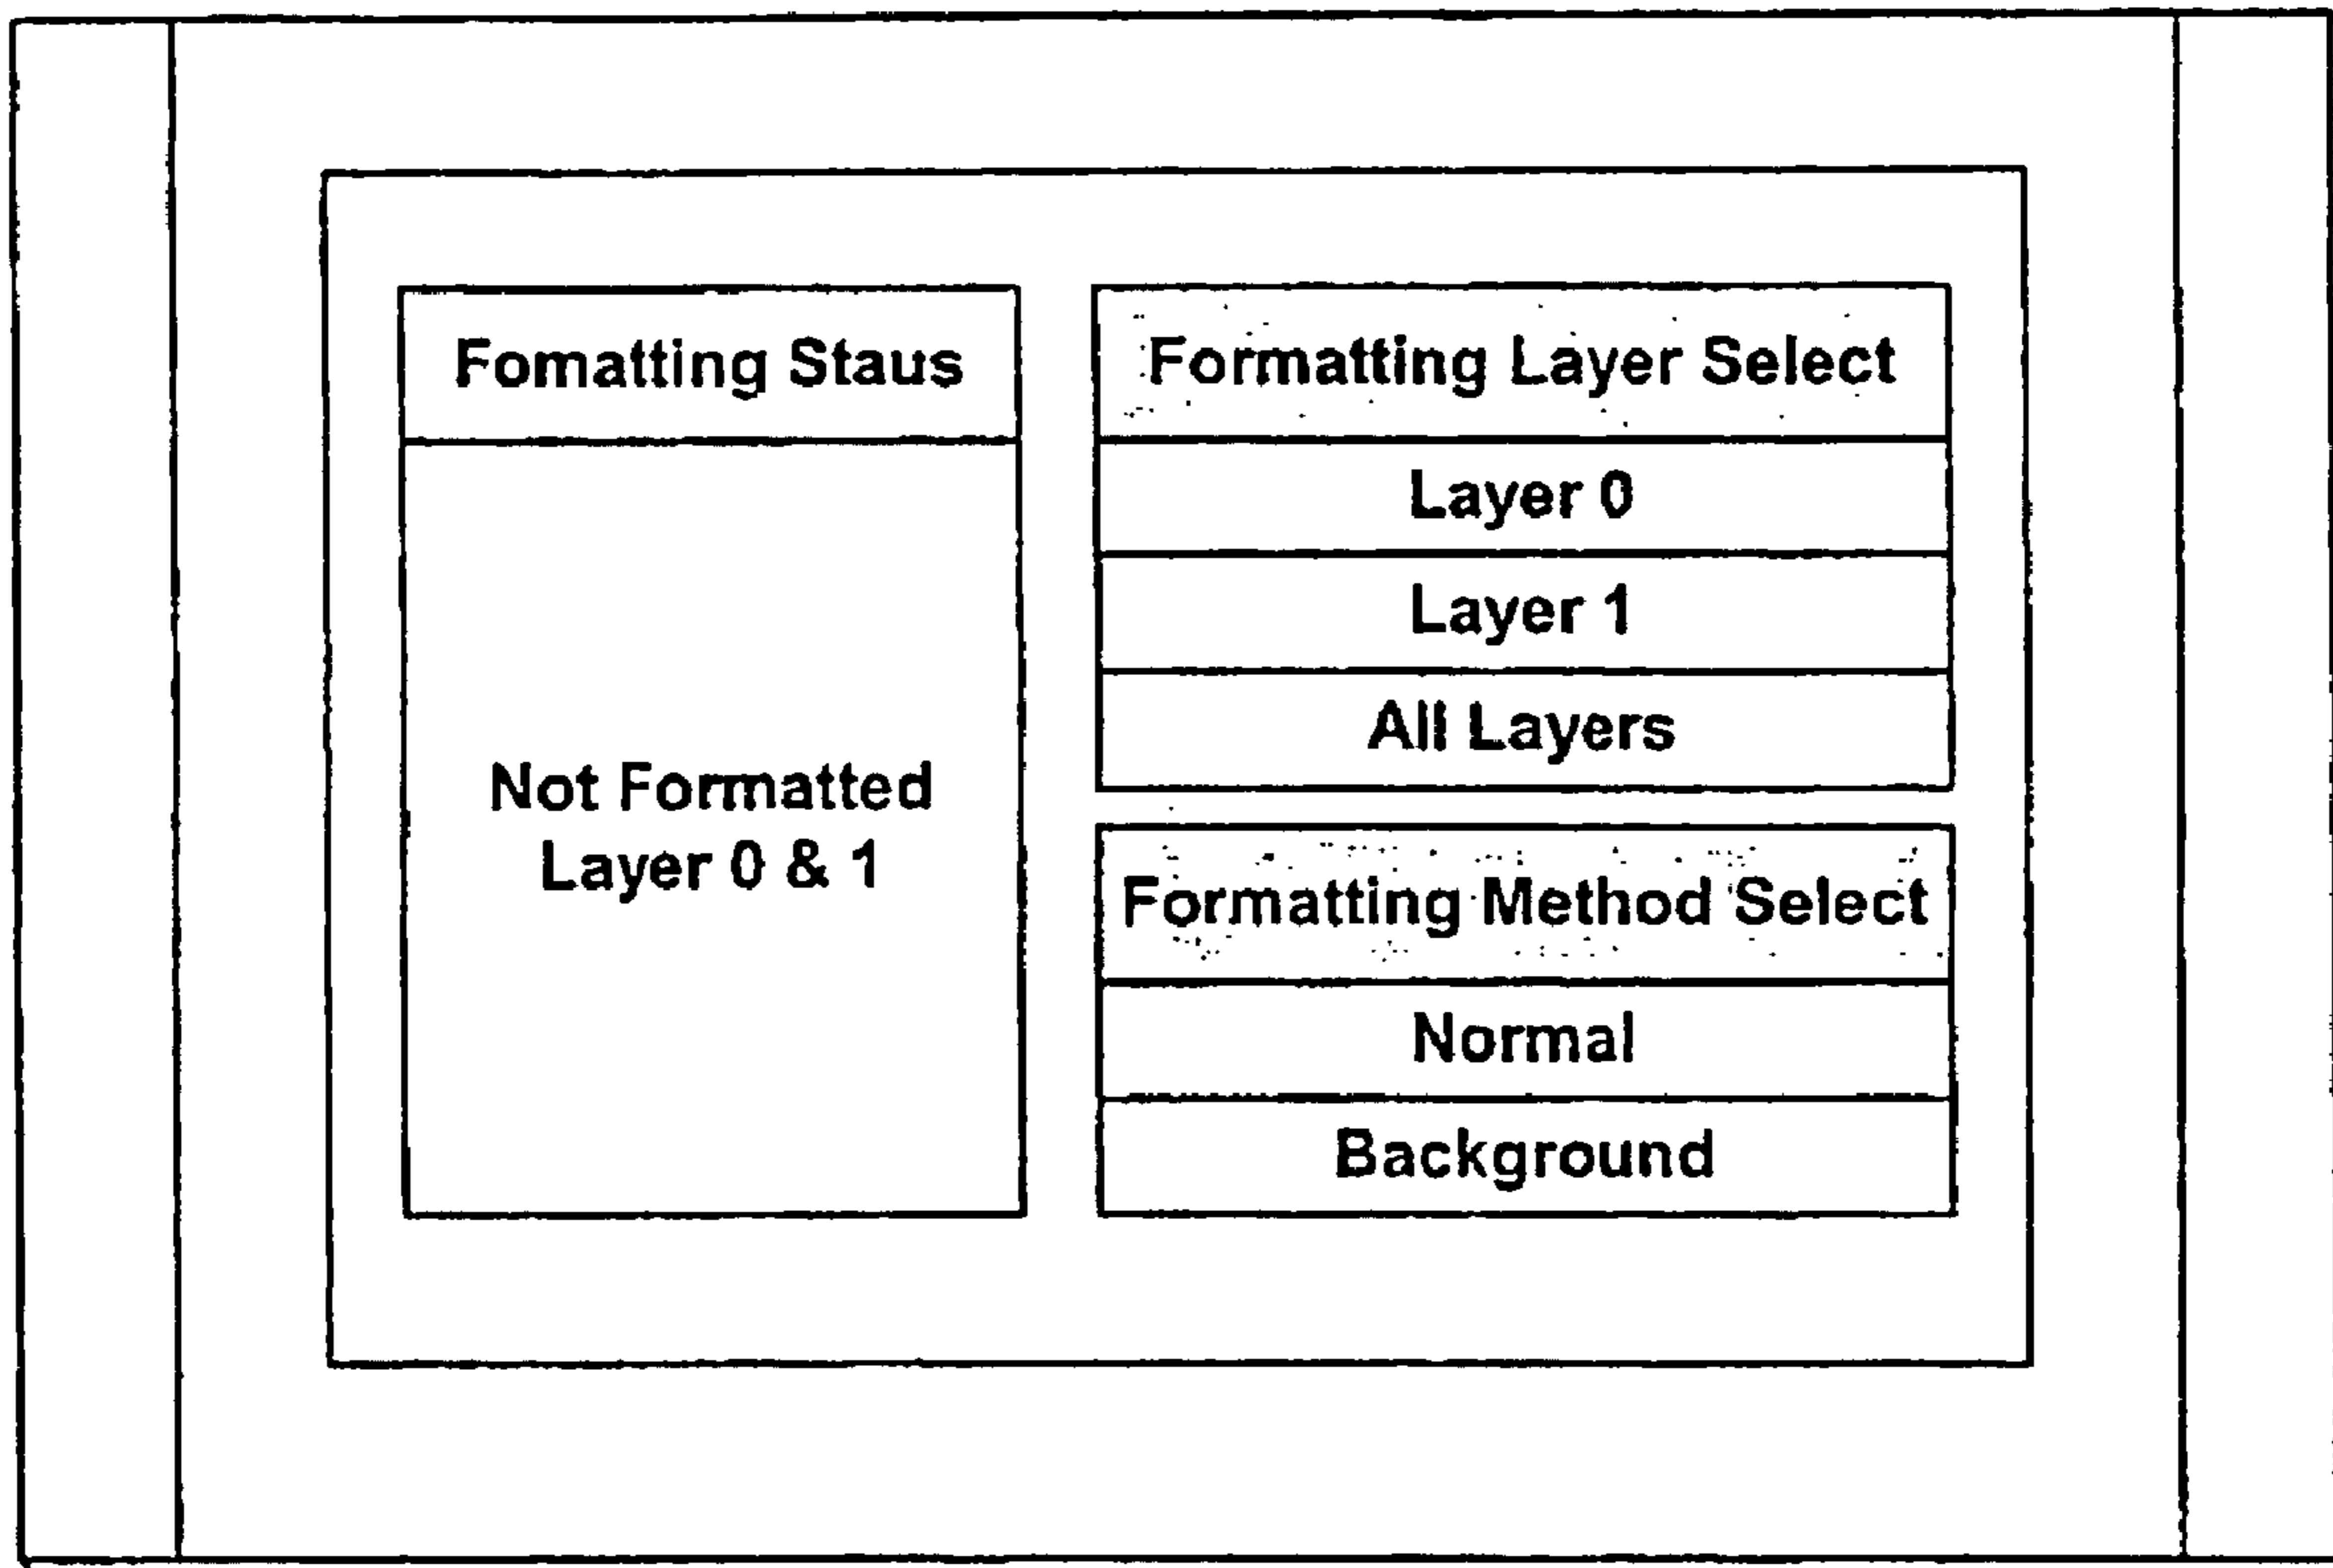 Fomatting Staus
Not Formatted
Layer 0 & 1
Formatting Layer Select
Layer 0
Layer 1
All Layers
Formatting Method Select
Normal
Background